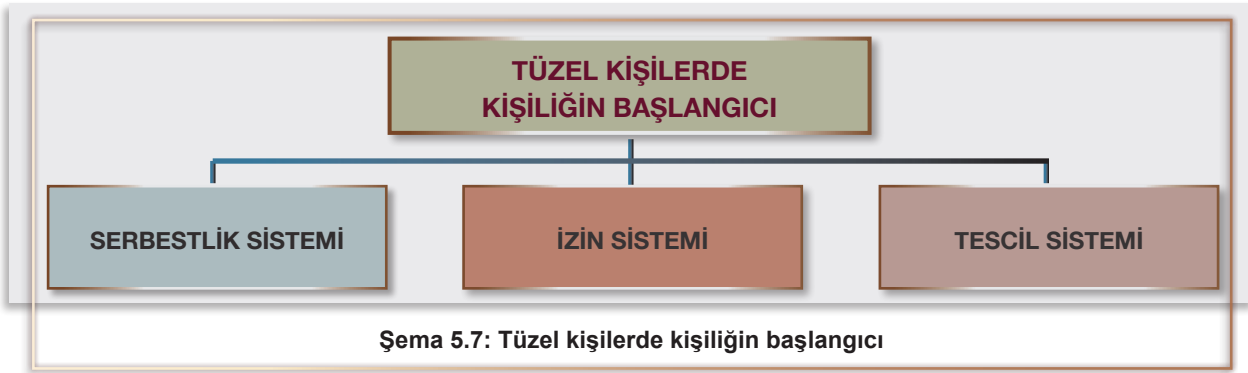 TÜZEL KİŞİLERDE
KİŞİLİĞİN BAŞLANGICI
SERBESTLİK SİSTEMİ
İZİN SİSTEMİ
TESCİL SİSTEMİ
Şema 5.7: Tüzel kişilerde kişiliğin başlangıcı